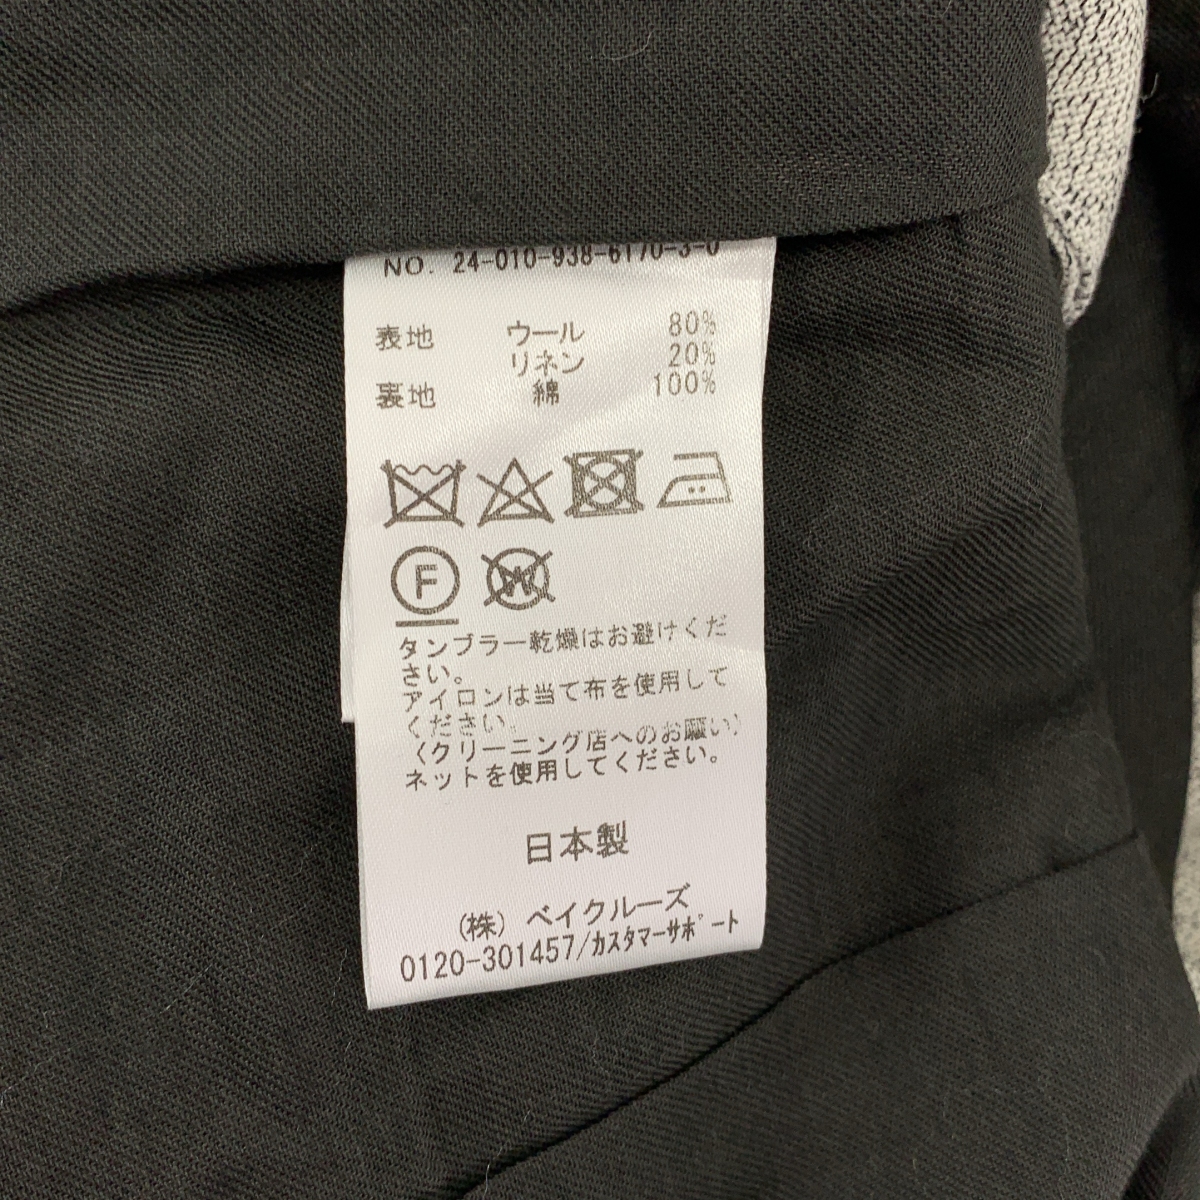 NO. 24-010-938-6170-3-0
表地 ウール 80%
リネン 20%
裏地 綿 100%
F
W
タンブラー乾燥はお避けくだ
さい。
アイロンは当て布を使用して
ください。
〈クリーニング店へのお願い〉
ネットを使用してください。
日本製
(株) ベイクルーズ
0120-301457/カスタマーサポート